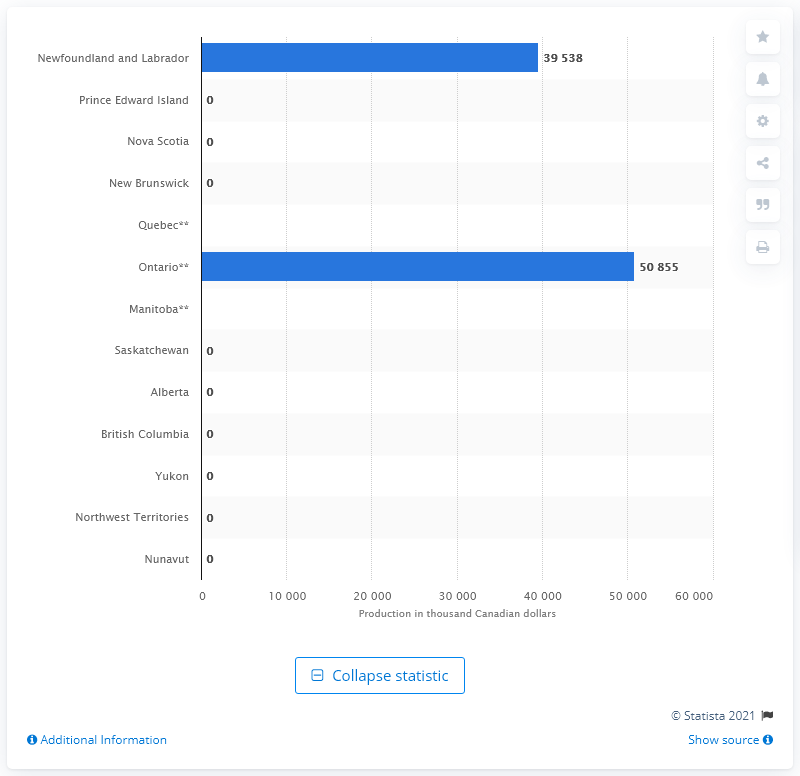 Newfoundland and Labrador 39 538
Prince Edward Island 0
Nova Scotia 0
New Brunswick 0
Quebec**
Ontario** 50 855
Manitoba**
Saskatchewan 0
Alberta 0
British Columbia 0
Yukon 0
Northwest Territories 0
Nunavut 0
0 10 000 20 000 30 000 40 000 50 000 60 000
Production in thousand Canadian dollars
Collapse statistic
© Statista 2021
Additional Information Show source